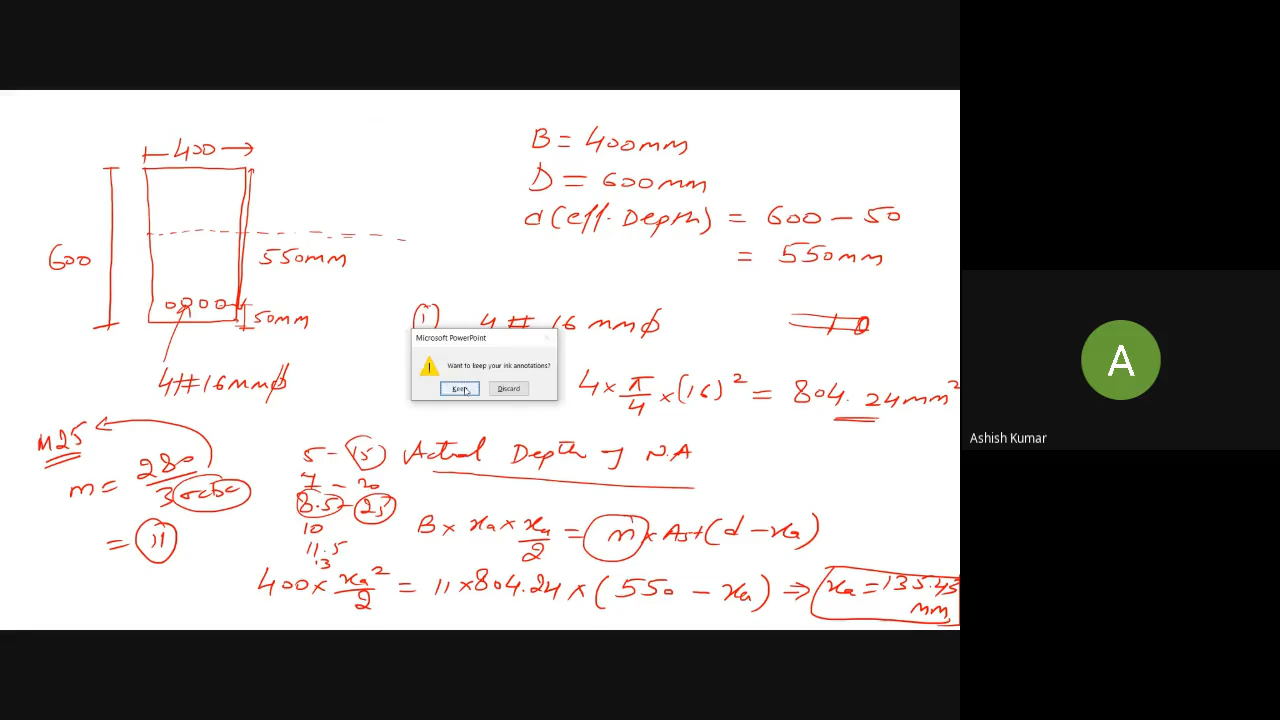 400
600
550mm
50mm
4#16mmϕ
B = 400mm
D = 600mm
d (eff. Depth) = 600 - 50
= 550mm
(i) 4 # 16 mmϕ
Microsoft PowerPoint
Want to keep your ink annotations?
Keep
Discard
4 × π/4 × (16)² = 804.24mm²
M25
m = 280/3σcbc
= 11
5 - 15
7 - 20
8.5 - 25
10
11.5
13
Actual Depth of N.A
B × xa × xa/2 = m × Ast (d - xa)
400 × xa²/2 = 11 × 804.24 × (550 - xa) ⇒ xa = 135.43 mm
A
Ashish Kumar